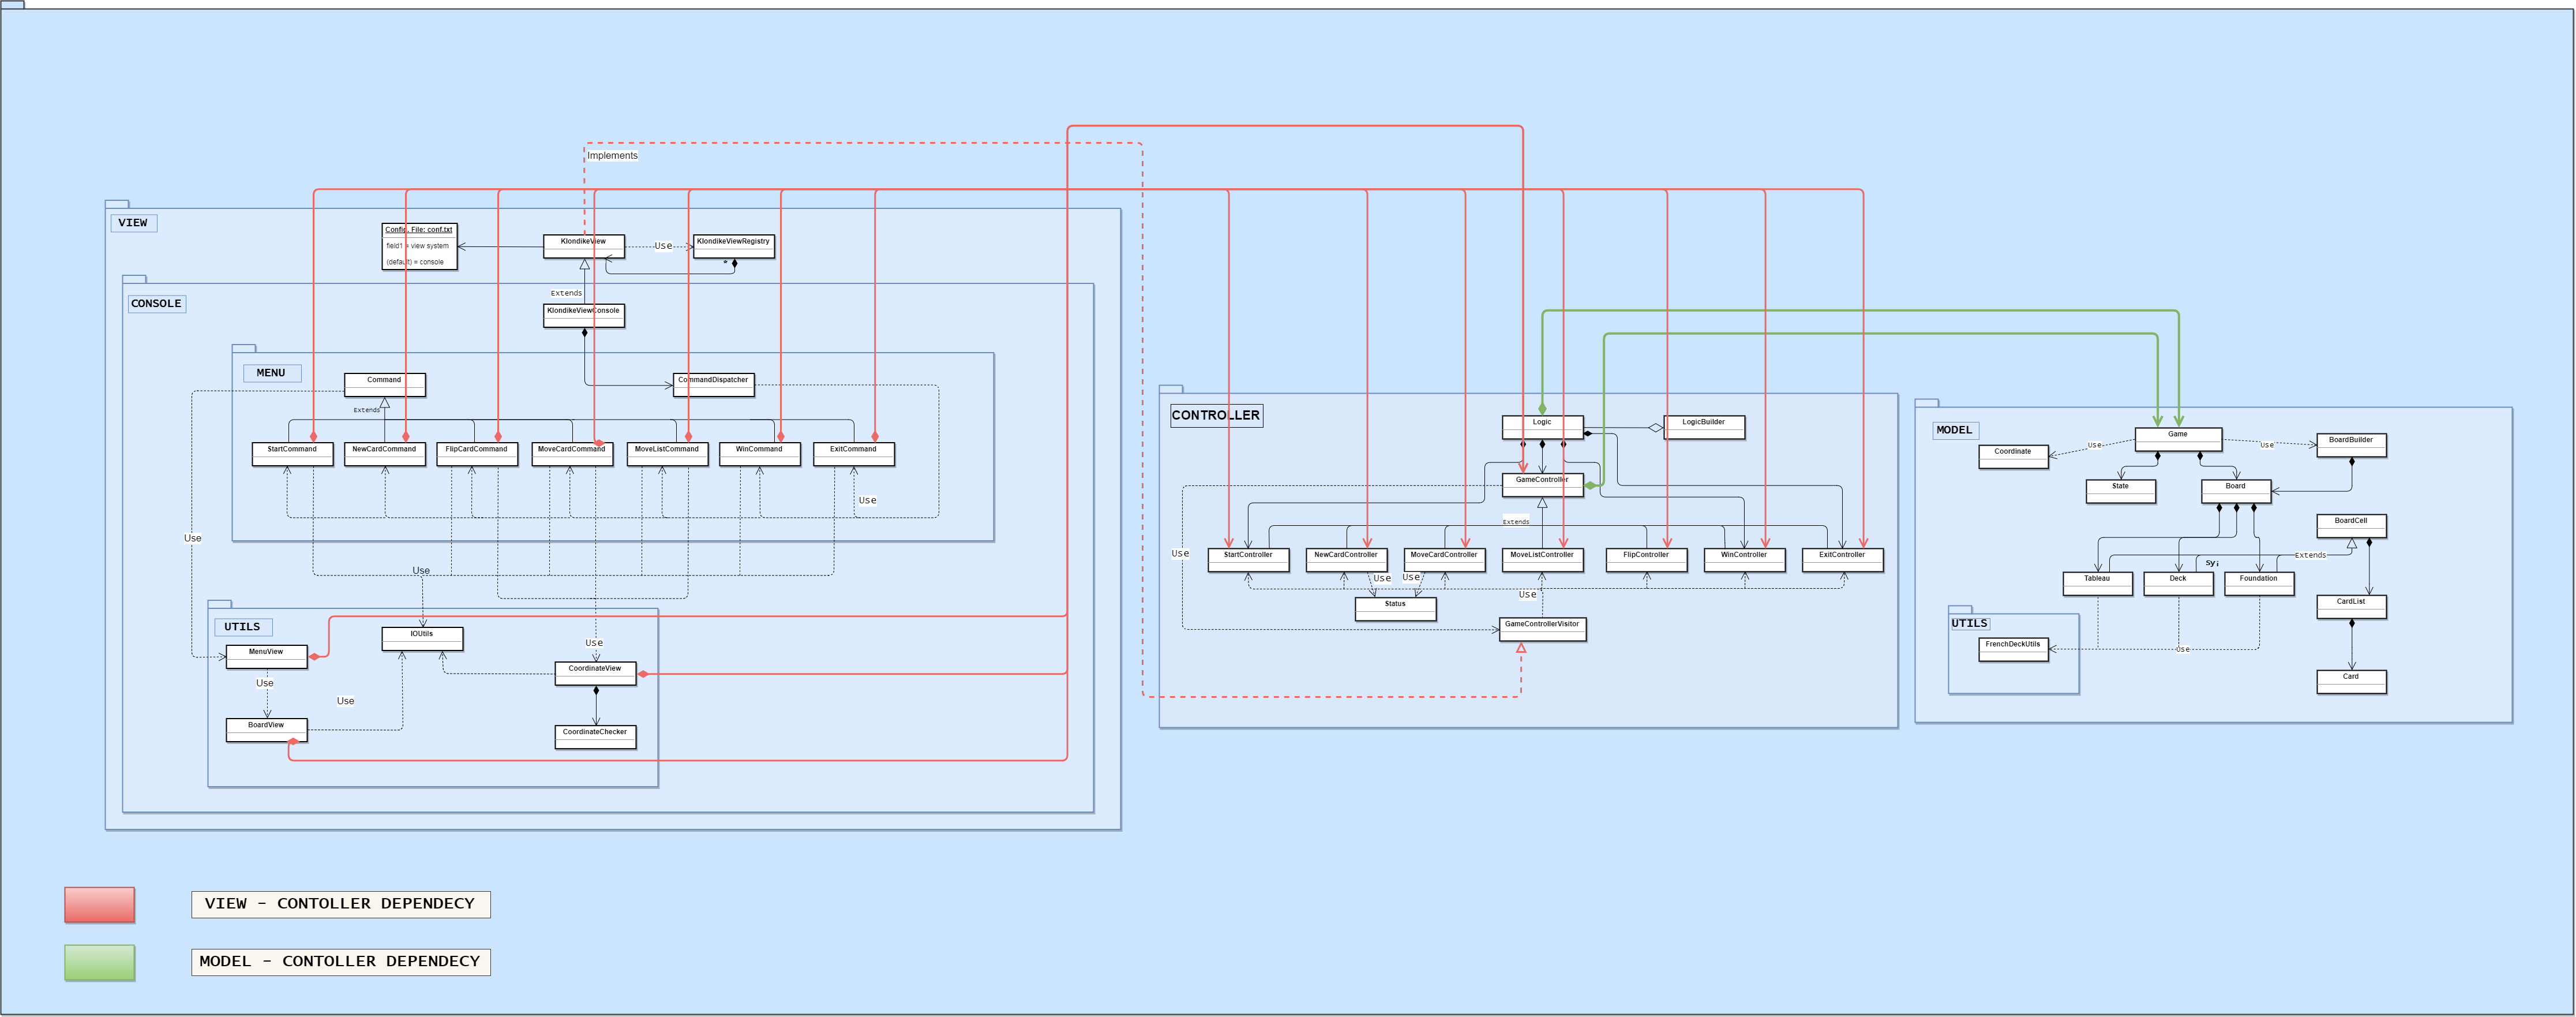 Implements
VIEW
Config. File: conf.txt
field1 = view system
(default) = console
KlondikeView
Use
KlondikeViewRegistry
*
Extends
CONSOLE
KlondikeViewConsole
MENU
Command
CommandDispatcher
Extends
StartCommand
NewCardCommand
FlipCardCommand
MoveCardCommand
MoveListCommand
WinCommand
ExitCommand
Use
Use
Use
UTILS
IOUtils
Use
MenuView
CoordinateView
Use
Use
BoardView
CoordinateChecker
CONTROLLER
Logic
LogicBuilder
GameController
Extends
Use
StartController
NewCardController
MoveCardController
MoveListController
FlipController
WinController
ExitController
Use
Use
Use
Status
GameControllerVisitor
MODEL
Game
Coordinate
Use
Use
BoardBuilder
State
Board
BoardCell
Extends
Sy¡
Tableau
Deck
Foundation
CardList
UTILS
FrenchDeckUtils
Use
Card
VIEW - CONTOLLER DEPENDECY
MODEL - CONTOLLER DEPENDECY